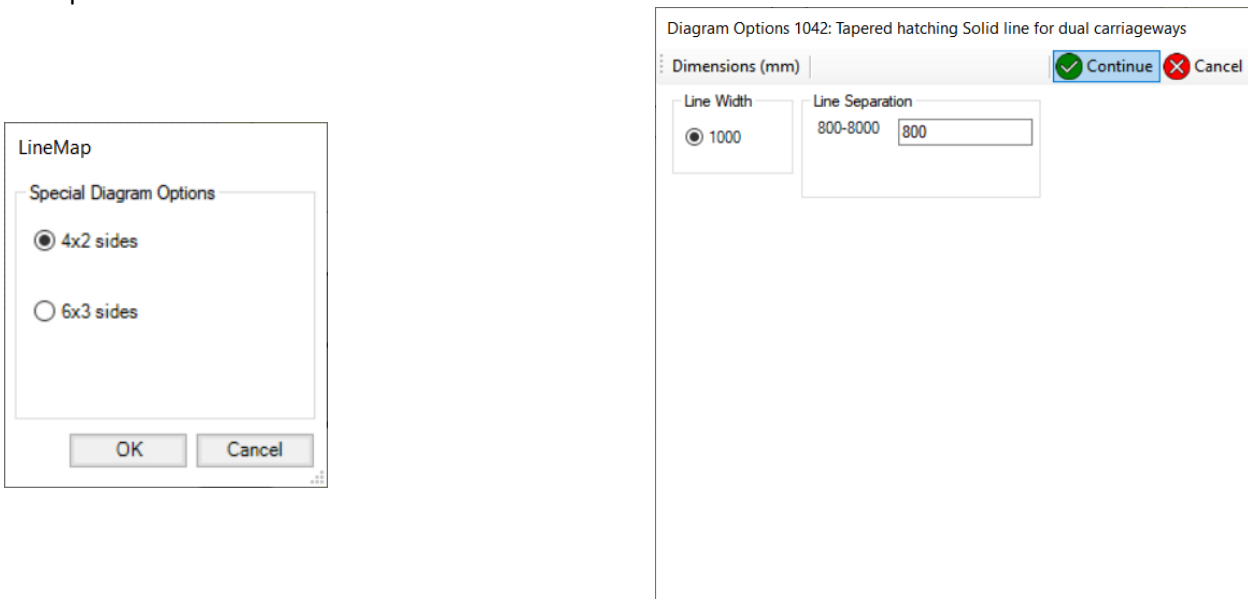 LineMap
Special Diagram Options
4x2 sides
6x3 sides
OK Cancel
Diagram Options 1042: Tapered hatching Solid line for dual carriageways
Dimensions (mm) Continue Cancel
Line Width Line Separation
1000 800-8000 800